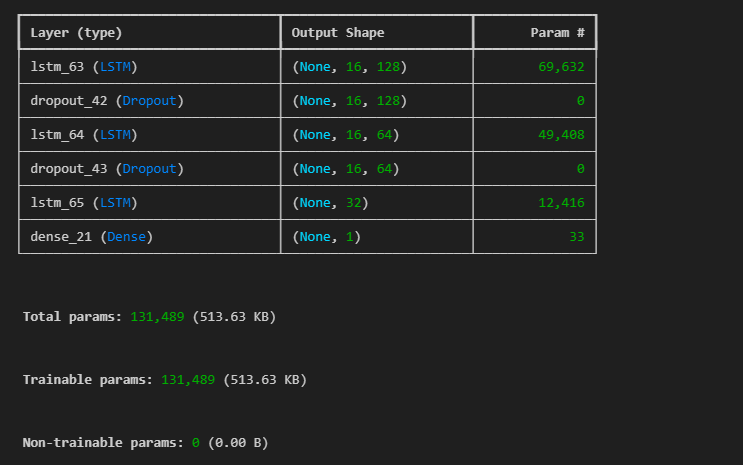 Layer (type) Output Shape Param #
lstm_63 (LSTM) (None, 16, 128) 69,632
dropout_42 (Dropout) (None, 16, 128) 0
lstm_64 (LSTM) (None, 16, 64) 49,408
dropout_43 (Dropout) (None, 16, 64) 0
lstm_65 (LSTM) (None, 32) 12,416
dense_21 (Dense) (None, 1) 33
Total params: 131,489 (513.63 KB)
Trainable params: 131,489 (513.63 KB)
Non-trainable params: 0 (0.00 B)